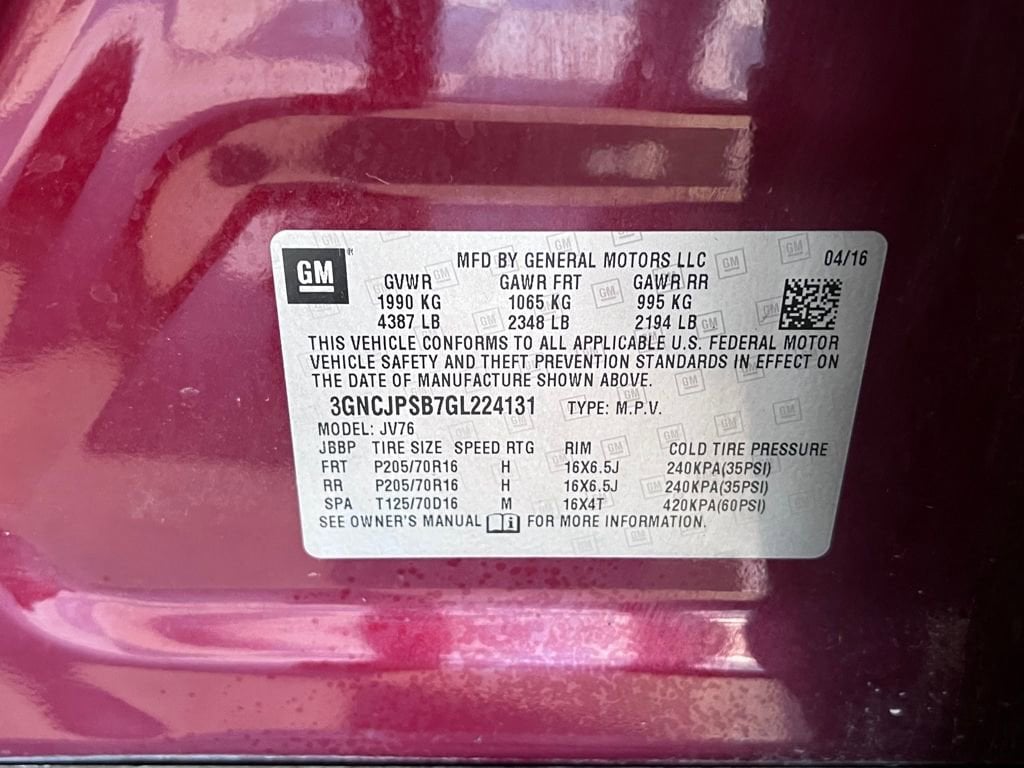 GM
MFD BY GENERAL MOTORS LLC 04/16
GVWR GAWR FRT GAWR RR
1990 KG 1065 KG 995 KG
4387 LB 2348 LB 2194 LB
THIS VEHICLE CONFORMS TO ALL APPLICABLE U.S. FEDERAL MOTOR
VEHICLE SAFETY AND THEFT PREVENTION STANDARDS IN EFFECT ON
THE DATE OF MANUFACTURE SHOWN ABOVE.
3GNCJPSB7GL224131 TYPE: M.P.V.
MODEL: JV76
JBBP TIRE SIZE SPEED RTG RIM COLD TIRE PRESSURE
FRT P205/70R16 H 16X6.5J 240KPA(35PSI)
RR P205/70R16 H 16X6.5J 240KPA(35PSI)
SPA T125/70D16 M 16X4T 420KPA(60PSI)
SEE OWNER'S MANUAL i FOR MORE INFORMATION.